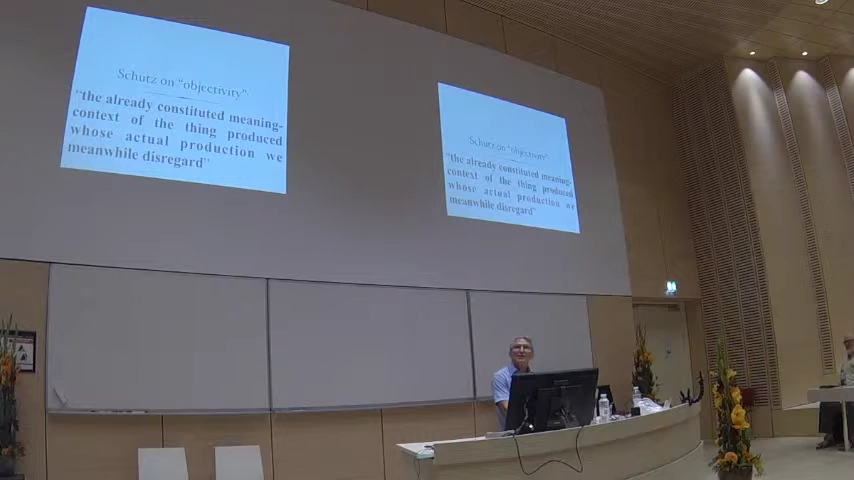 Schutz on "objectivity":
"the already constituted meaning-
context of the thing produced
whose actual production we
meanwhile disregard"
Schutz on "objectivity":
"the already constituted meaning-
context of the thing produced
whose actual production we
meanwhile disregard"